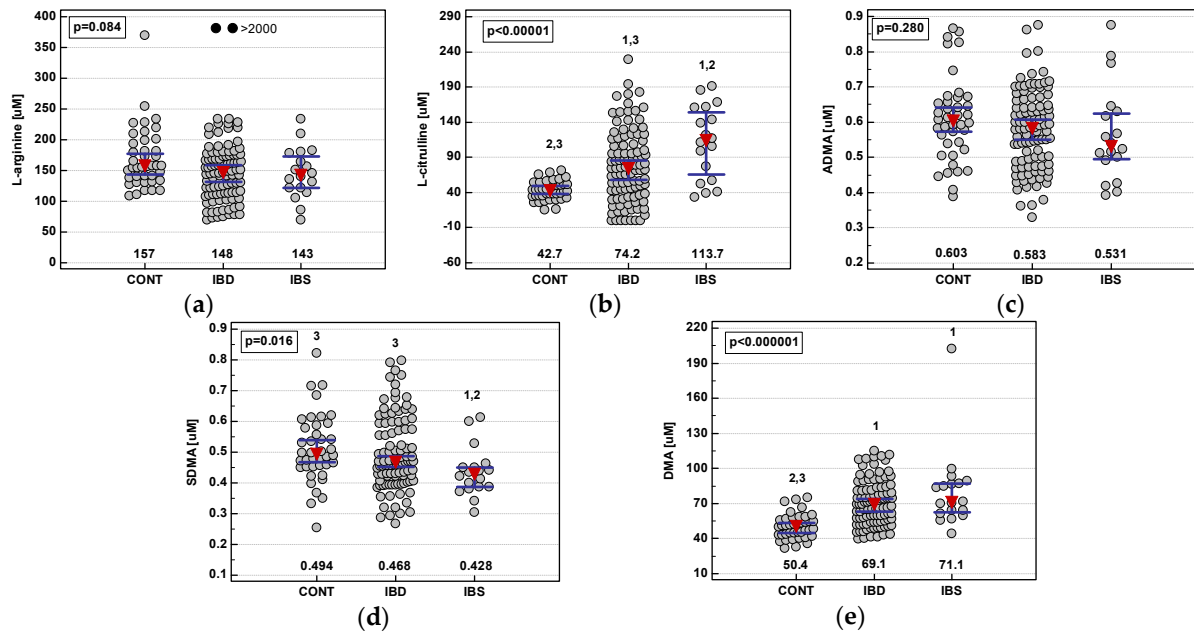 p=0.084
>2000
L-arginine [uM]
400
350
300
250
200
150
100
50
0
157 148 143
CONT IBD IBS
(a)
p<0.00001
L-citrulline [uM]
290
240
190
140
90
40
-10
-60
2,3
1,3
1,2
42.7 74.2 113.7
CONT IBD IBS
(b)
p=0.280
ADMA [uM]
0.9
0.8
0.7
0.6
0.5
0.4
0.3
0.2
0.603 0.583 0.531
CONT IBD IBS
(c)
p=0.016
SDMA [uM]
0.9
0.8
0.7
0.6
0.5
0.4
0.3
0.2
0.1
3
3
1,2
0.494 0.468 0.428
CONT IBD IBS
(d)
p<0.000001
DMA [uM]
220
190
160
130
100
70
40
10
2,3
1
1
50.4 69.1 71.1
CONT IBD IBS
(e)